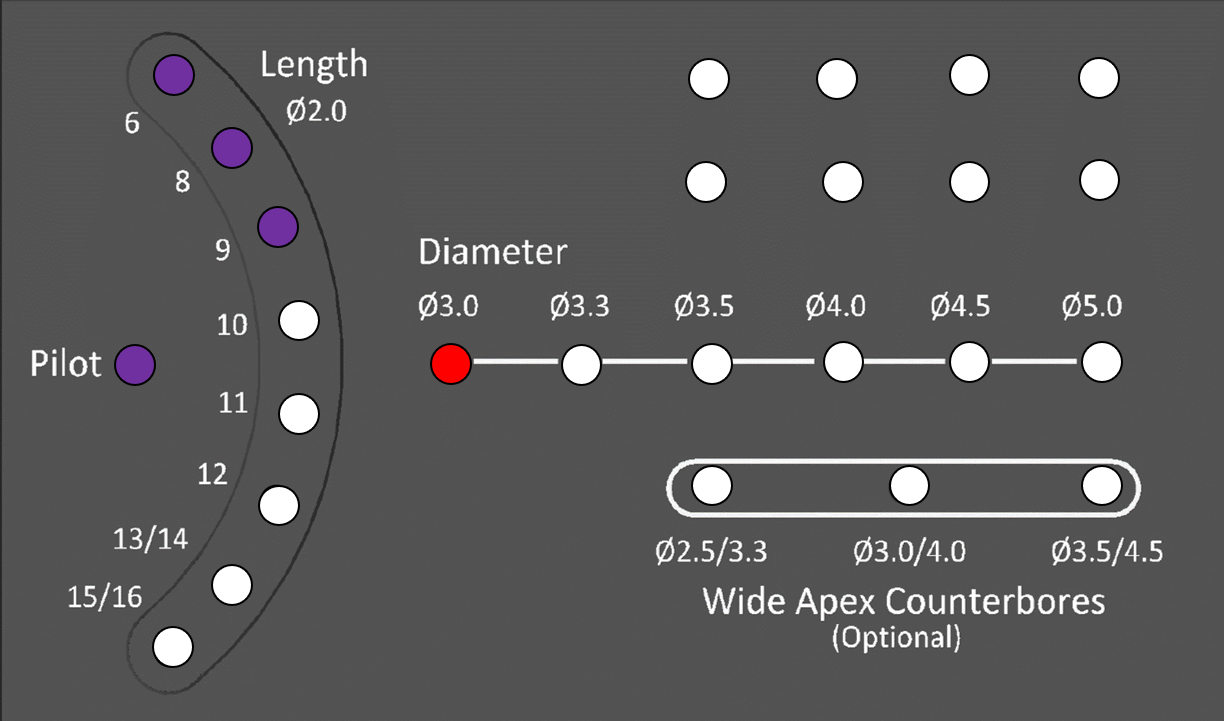 Length
Ø2.0
6
8
9
10
11
12
13/14
15/16
Pilot
Diameter
Ø3.0 Ø3.3 Ø3.5 Ø4.0 Ø4.5 Ø5.0
Ø2.5/3.3 Ø3.0/4.0 Ø3.5/4.5
Wide Apex Counterbores
(Optional)